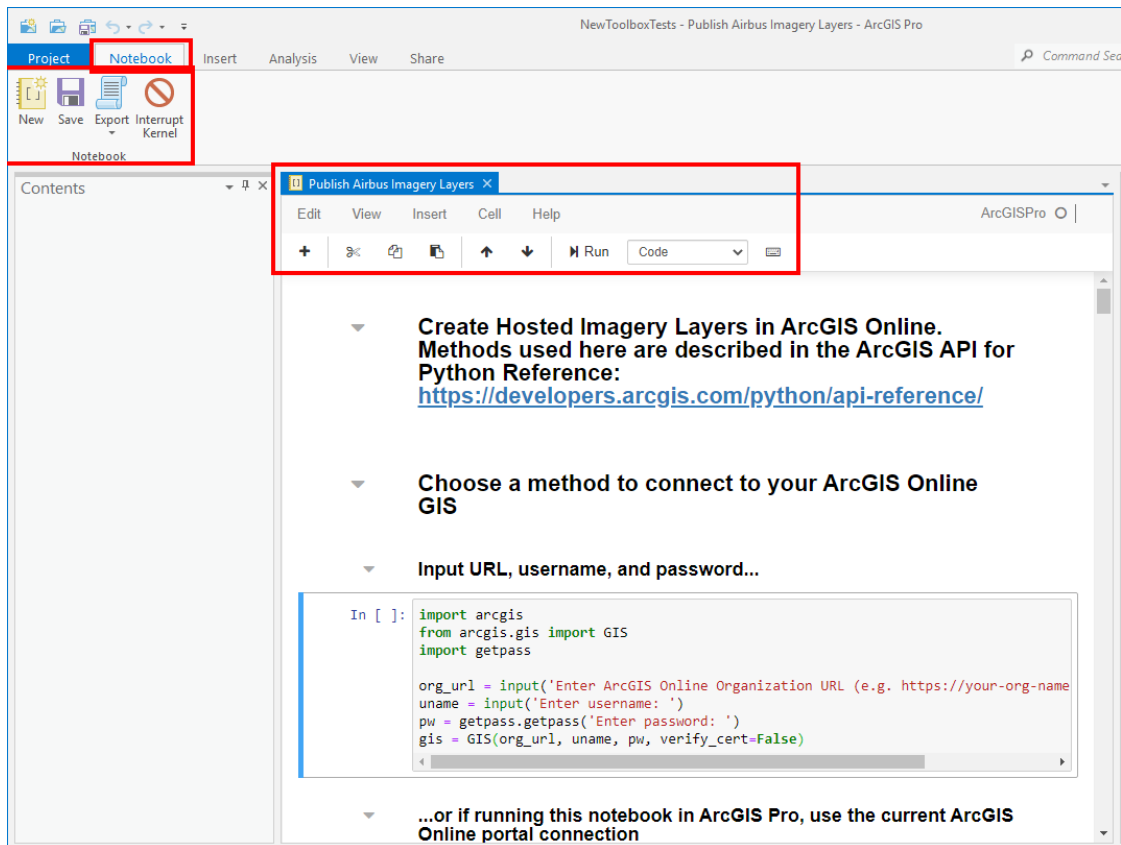 NewToolboxTests - Publish Airbus Imagery Layers - ArcGIS Pro
Project Notebook Insert Analysis View Share Command Sea
New Save Export Interrupt
Kernel
Notebook
Contents
Publish Airbus Imagery Layers
Edit View Insert Cell Help ArcGISPro
Run Code
Create Hosted Imagery Layers in ArcGIS Online.
Methods used here are described in the ArcGIS API for
Python Reference:
https://developers.arcgis.com/python/api-reference/
Choose a method to connect to your ArcGIS Online
GIS
Input URL, username, and password...
In [ ]: import arcgis
from arcgis.gis import GIS
import getpass
org_url = input('Enter ArcGIS Online Organization URL (e.g. https://your-org-name
uname = input('Enter username: ')
pw = getpass.getpass('Enter password: ')
gis = GIS(org_url, uname, pw, verify_cert=False)
...or if running this notebook in ArcGIS Pro, use the current ArcGIS
Online portal connection